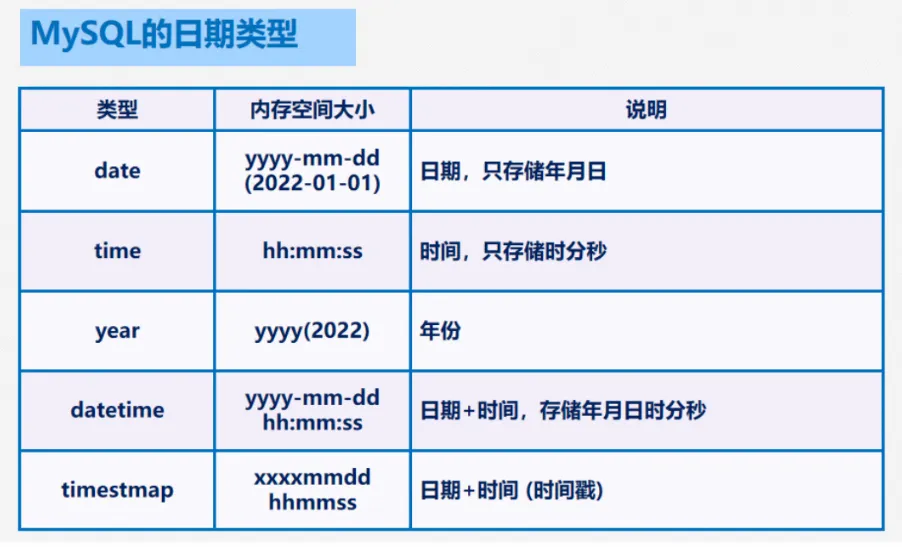 MySQL的日期类型
类型 内存空间大小 说明
date yyyy-mm-dd
(2022-01-01) 日期，只存储年月日
time hh:mm:ss 时间，只存储时分秒
year yyyy(2022) 年份
datetime yyyy-mm-dd
hh:mm:ss 日期+时间，存储年月日时分秒
timestmap xxxxmmdd
hhmmss 日期+时间 (时间戳)